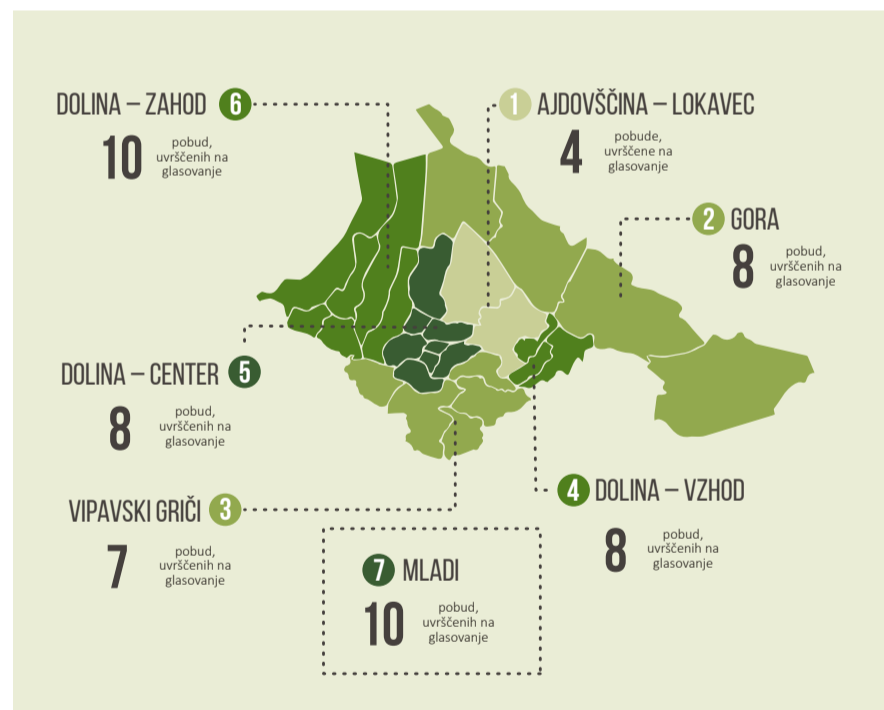 DOLINA – ZAHOD 6
10 pobud,
uvrščenih na
glasovanje
1 AJDOVŠČINA – LOKAVEC
4 pobude,
uvrščene na
glasovanje
2 GORA
8 pobud,
uvrščenih na
glasovanje
DOLINA – CENTER 5
8 pobud,
uvrščenih na
glasovanje
VIPAVSKI GRIČI 3
7 pobud,
uvrščenih na
glasovanje
4 DOLINA – VZHOD
8 pobud,
uvrščenih na
glasovanje
7 MLADI
10 pobud,
uvrščenih na
glasovanje